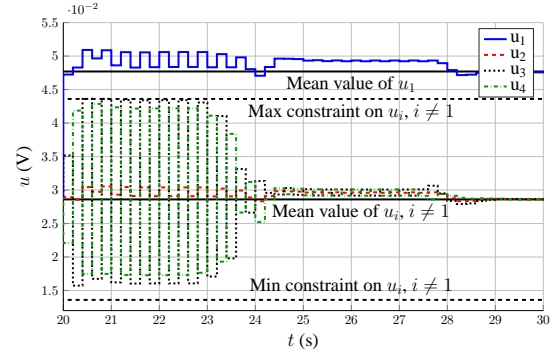 ·10⁻²
5.5
5
4.5
4
3.5
3
2.5
2
1.5
u (V)
u₁
u₂
u₃
u₄
Mean value of u₁
Max constraint on uᵢ, i ≠ 1
Mean value of uᵢ, i ≠ 1
Min constraint on uᵢ, i ≠ 1
20 21 22 23 24 25 26 27 28 29 30
t (s)